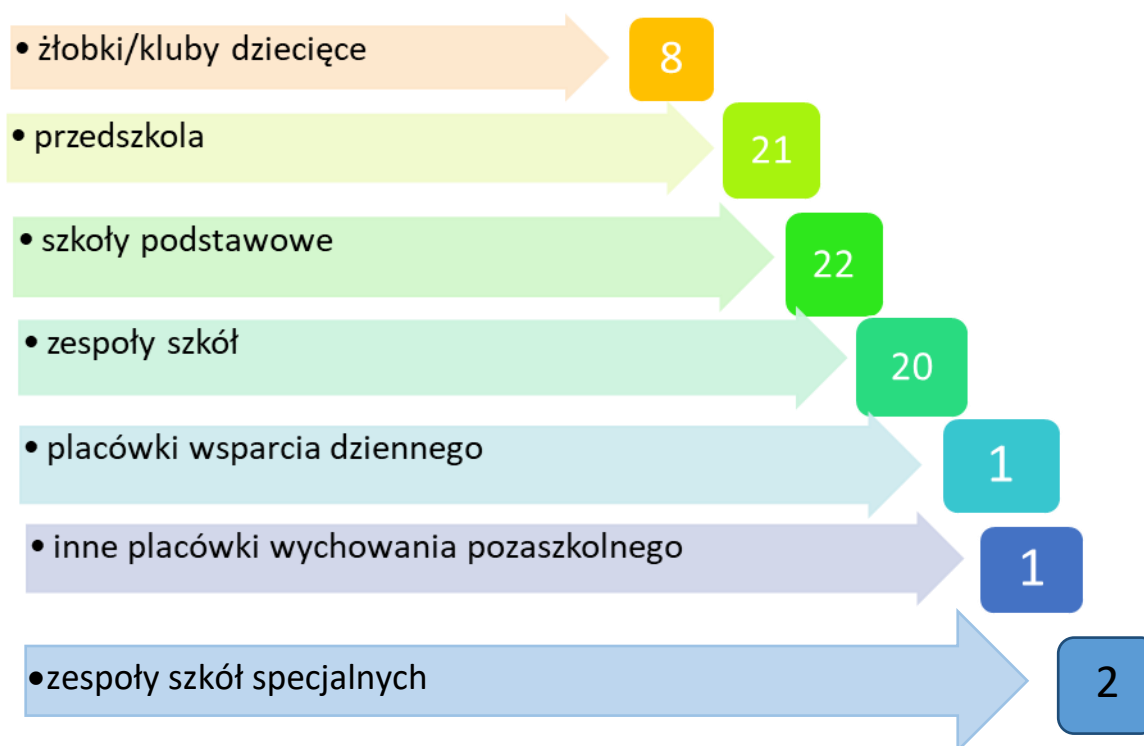 • żłobki/kluby dziecięce 8
• przedszkola 21
• szkoły podstawowe 22
• zespoły szkół 20
• placówki wsparcia dziennego 1
• inne placówki wychowania pozaszkolnego 1
•zespoły szkół specjalnych 2